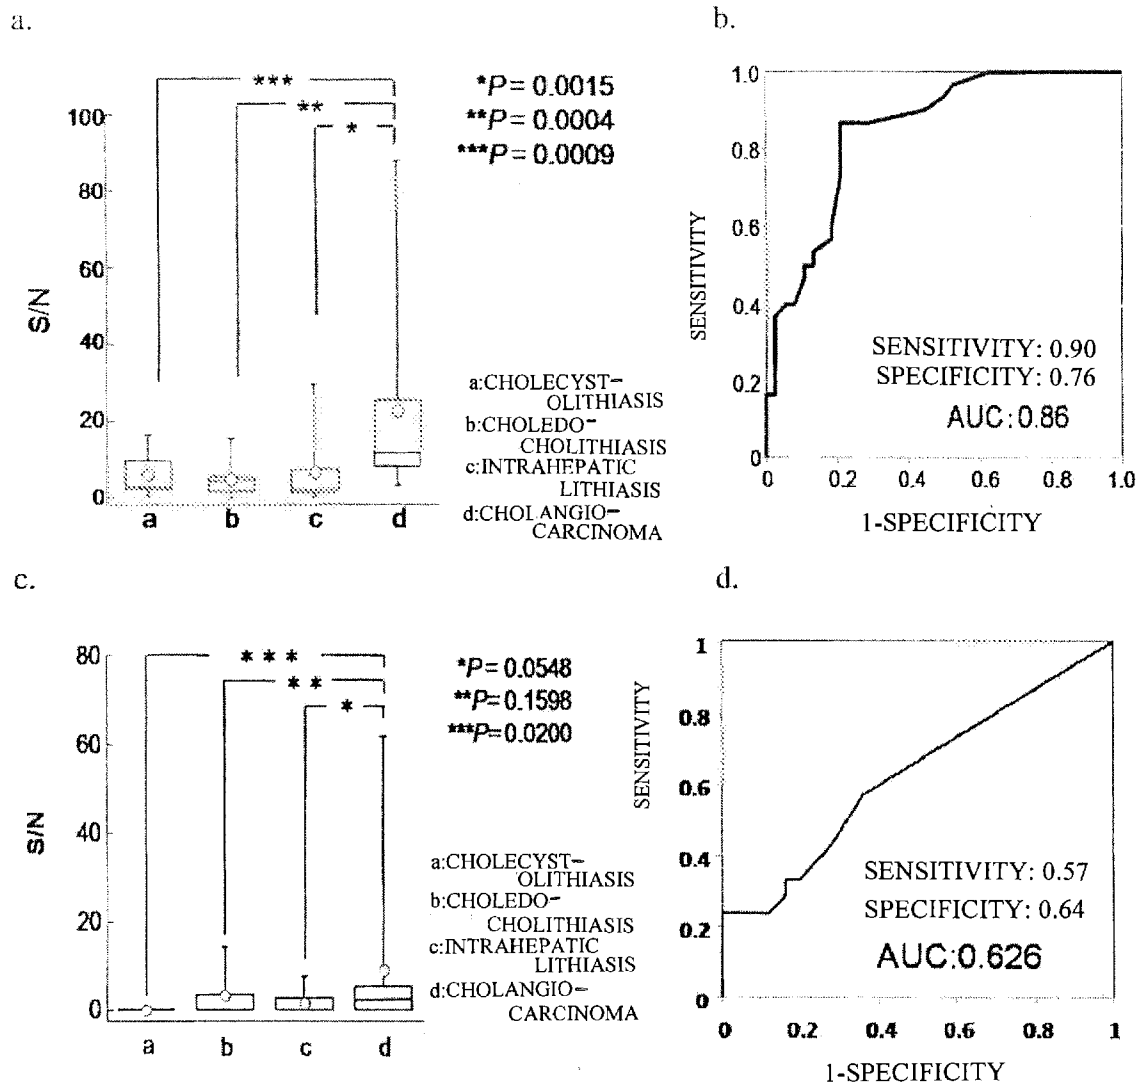 a.
***
**
*
*P = 0.0015
**P = 0.0004
***P = 0.0009
100
80
60
40
20
0
S/N
a b c d
a:CHOLECYST-
OLITHIASIS
b:CHOLEDO-
CHOLITHIASIS
c:INTRAHEPATIC
LITHIASIS
d:CHOLANGIO-
CARCINOMA
b.
1.0
0.8
0.6
0.4
0.2
0
SENSITIVITY
SENSITIVITY: 0.90
SPECIFICITY: 0.76
AUC:0.86
0 0.2 0.4 0.6 0.8 1.0
1-SPECIFICITY
c.
***
**
*
*P = 0.0548
**P=0.1598
***P=0.0200
80
60
40
20
0
S/N
a b c d
a:CHOLECYST-
OLITHIASIS
b:CHOLEDO-
CHOLITHIASIS
c:INTRAHEPATIC
LITHIASIS
d:CHOLANGIO-
CARCINOMA
d.
1
0.8
0.6
0.4
0.2
0
SENSITIVITY
SENSITIVITY: 0.57
SPECIFICITY: 0.64
AUC:0.626
0 0.2 0.4 0.6 0.8 1
1-SPECIFICITY